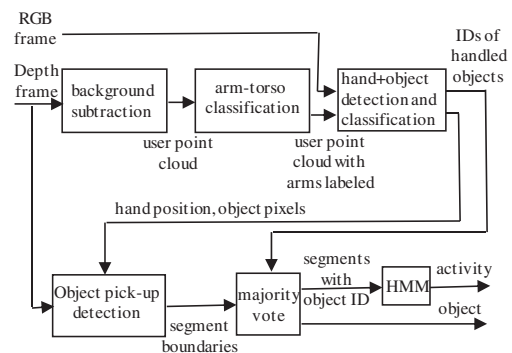 RGB
frame
IDs of
handled
objects
Depth
frame
background
subtraction
arm-torso
classification
hand+object
detection and
classification
user point
cloud
user point
cloud with
arms labeled
hand position, object pixels
Object pick-up
detection
segment
boundaries
majority
vote
segments
with
object ID
HMM
activity
object